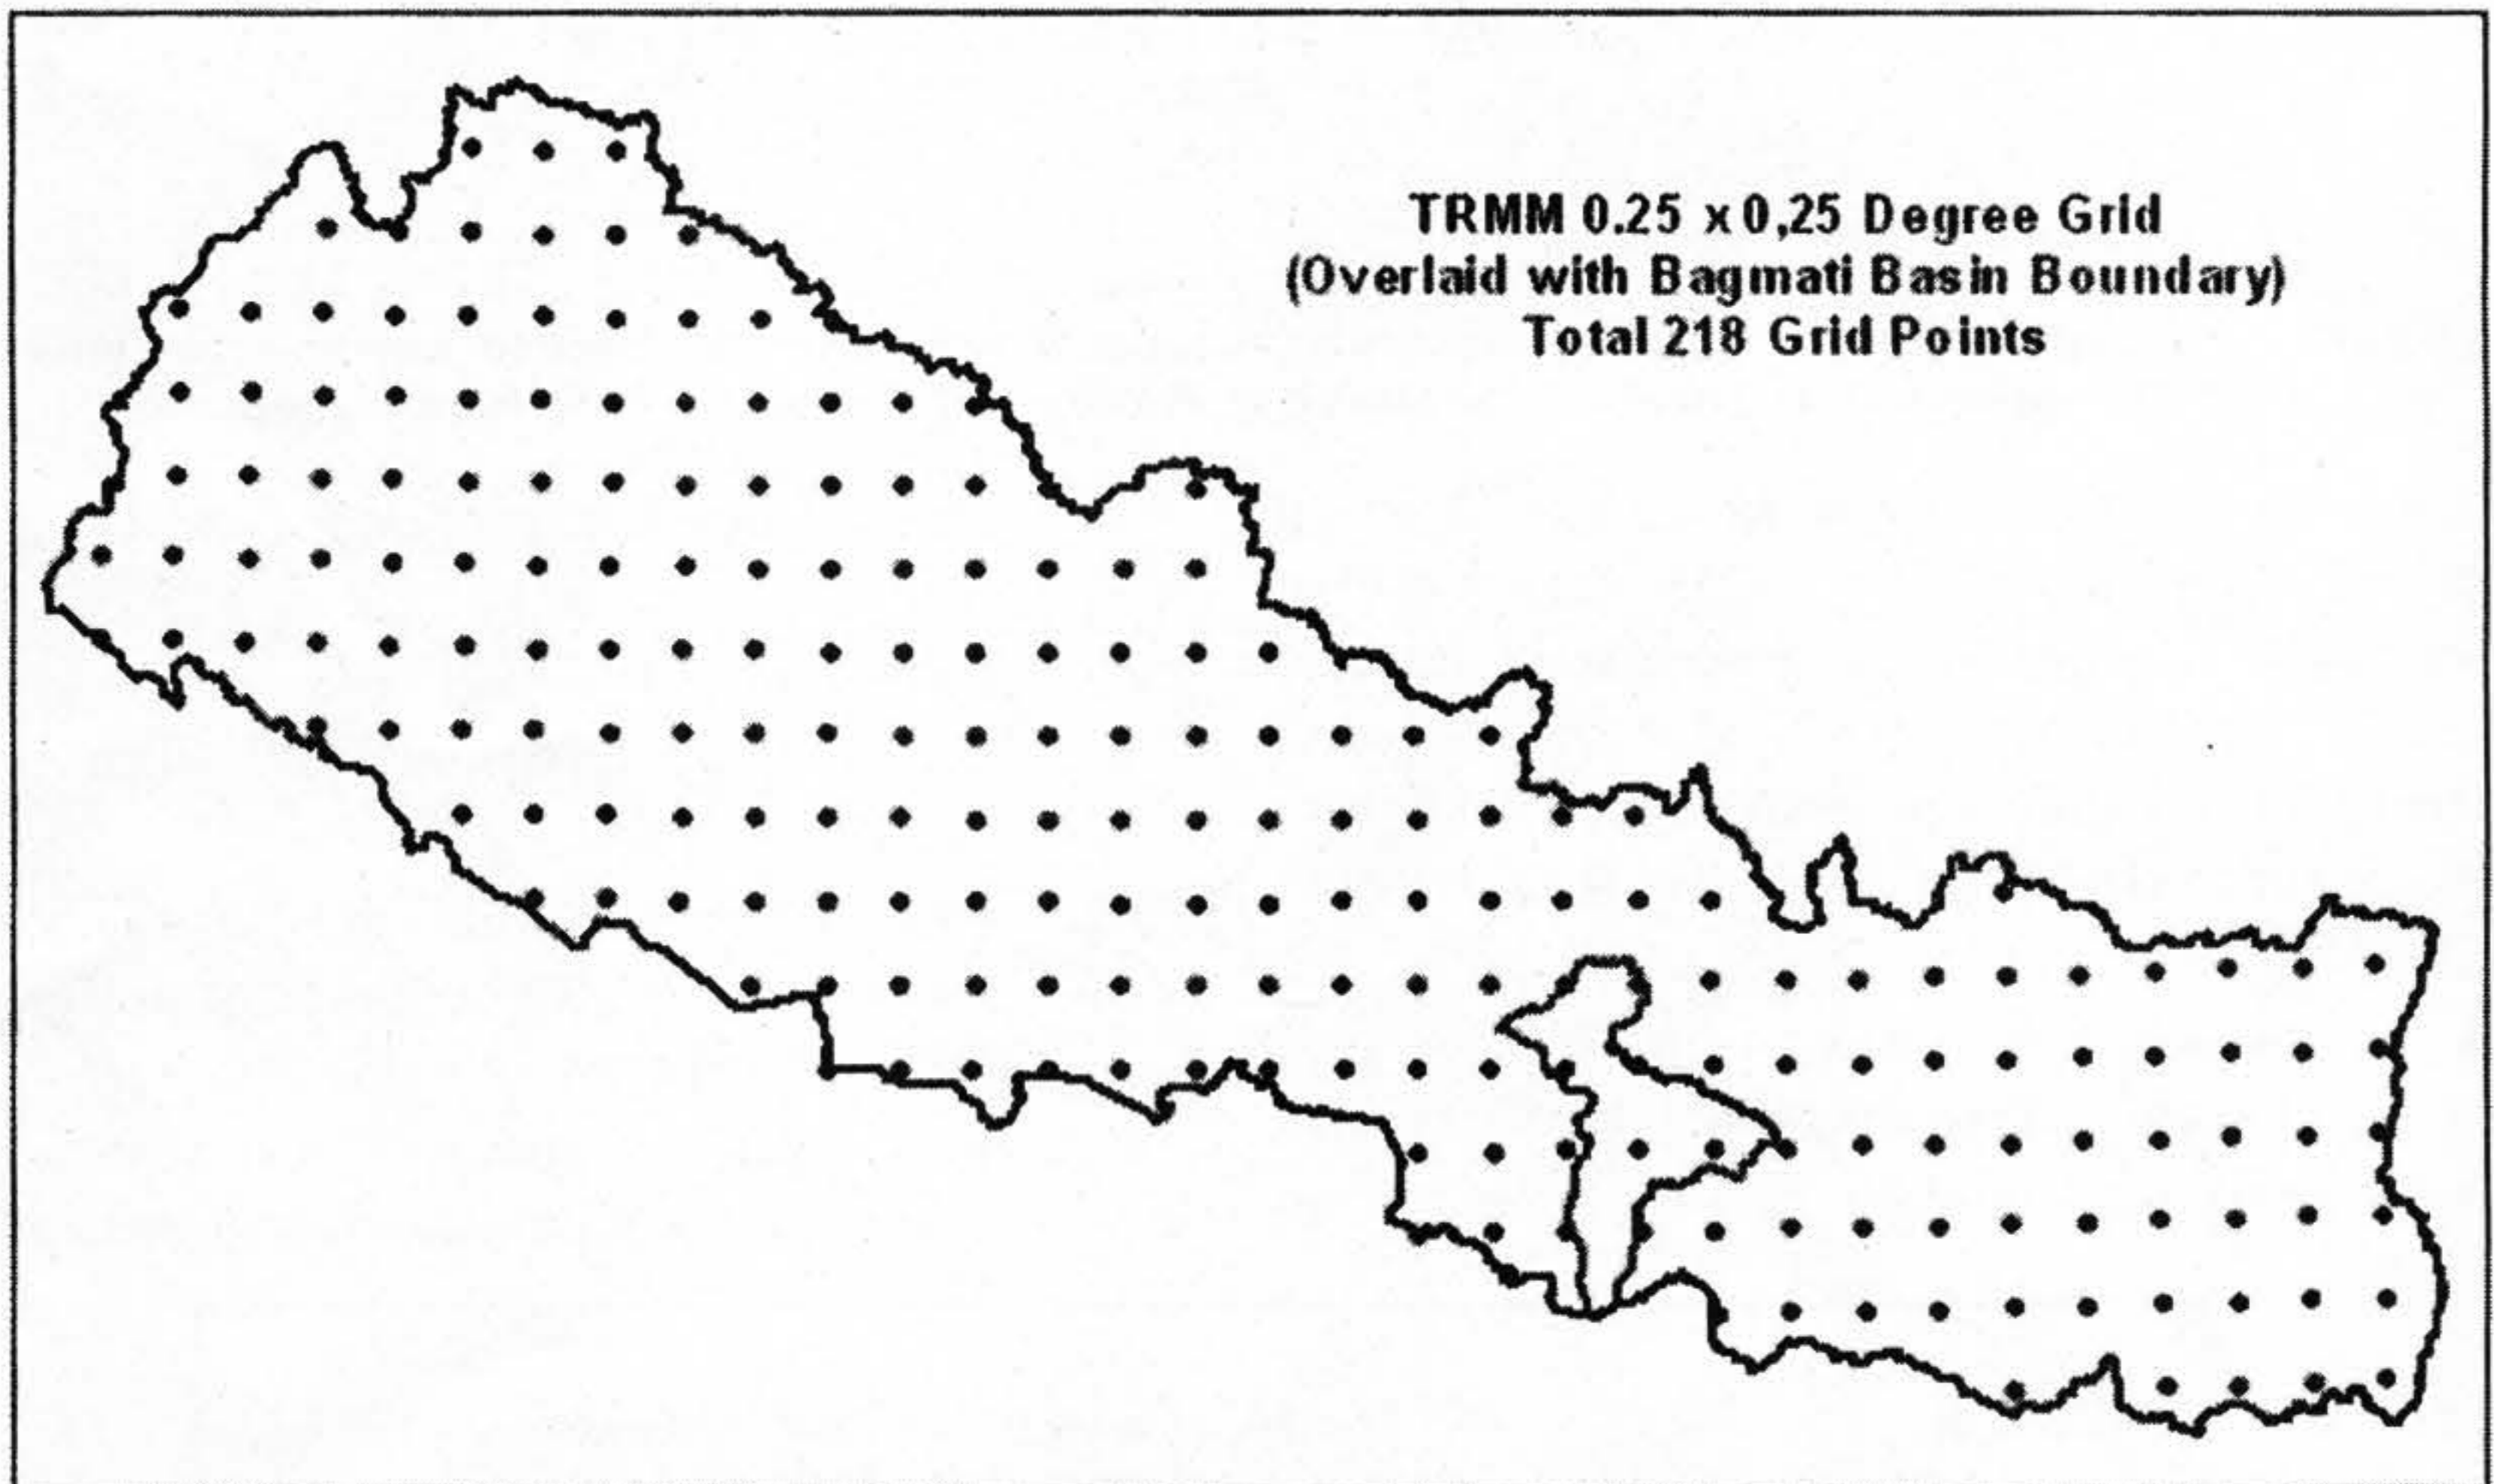 TRMM 0.25 x 0,25 Degree Grid
(Overlaid with Bagmati Basin Boundary)
Total 218 Grid Points